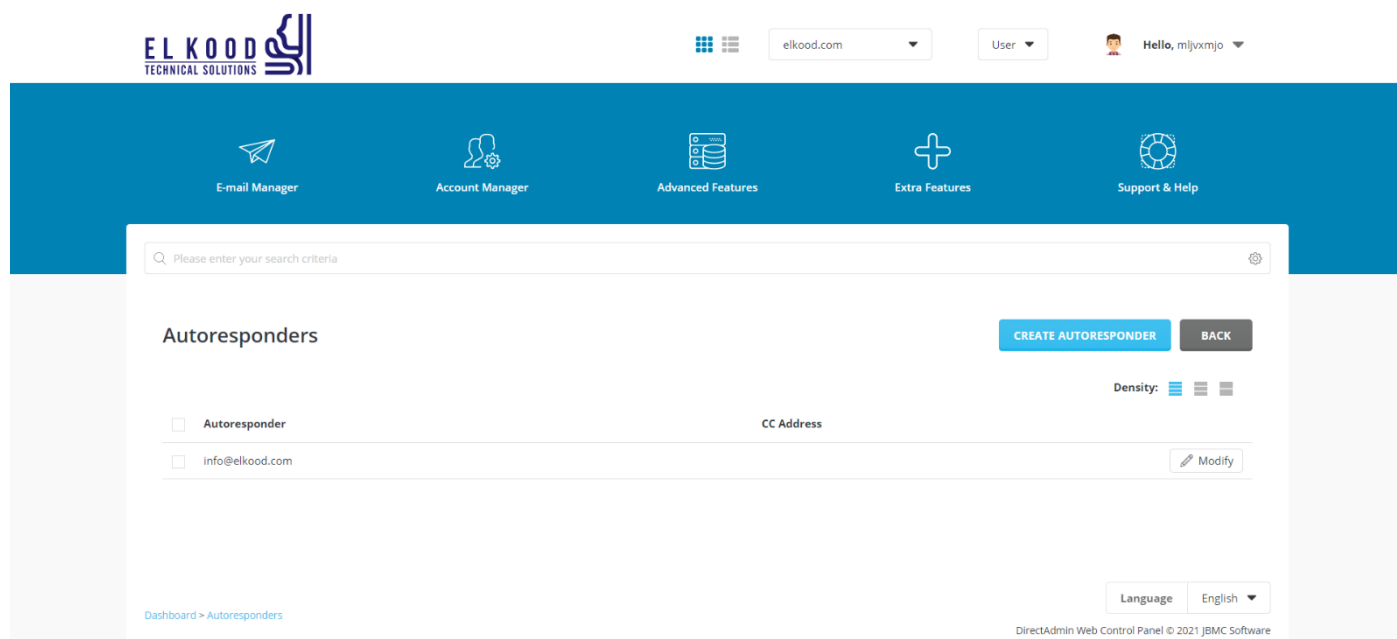 EL KOOD
TECHNICAL SOLUTIONS
elkood.com
User
Hello, mljvxmjo
E-mail Manager
Account Manager
Advanced Features
Extra Features
Support & Help
Please enter your search criteria
Autoresponders
CREATE AUTORESPONDER
BACK
Density:
Autoresponder
CC Address
info@elkood.com
Modify
Language
English
Dashboard > Autoresponders
DirectAdmin Web Control Panel © 2021 JBMC Software